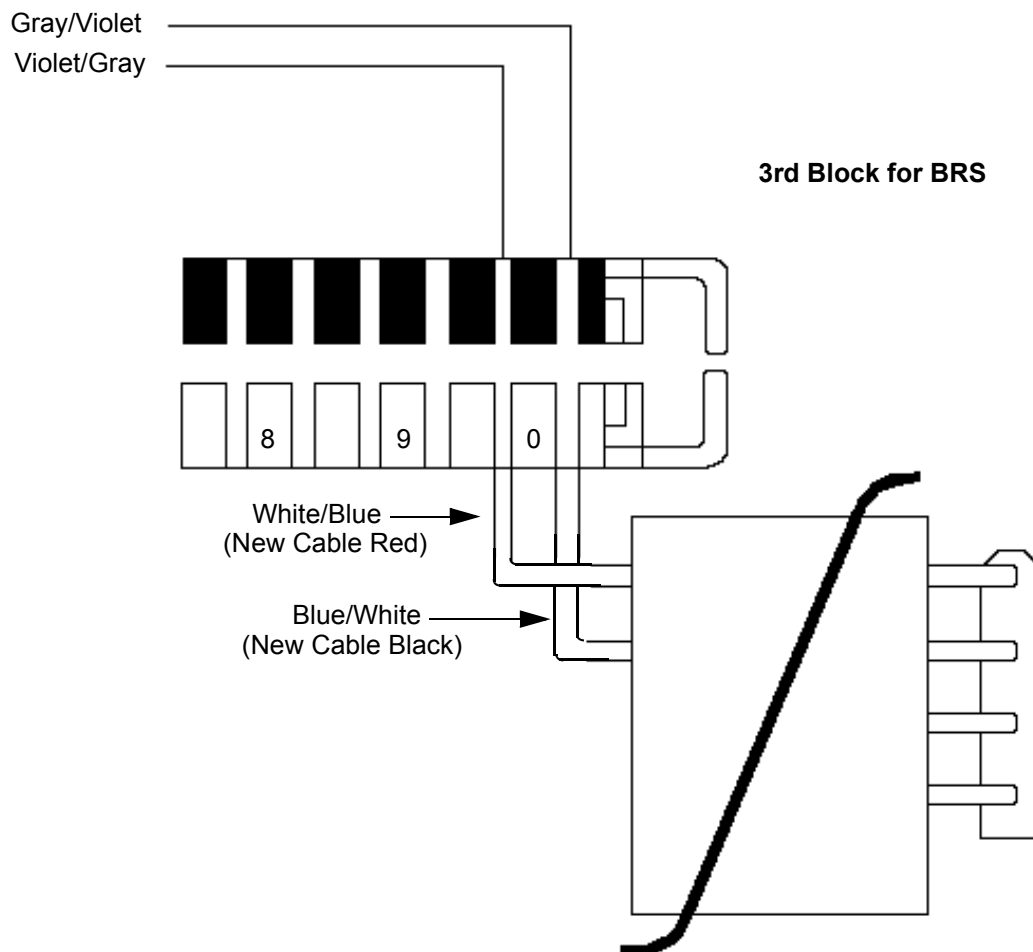 Gray/Violet
Violet/Gray
3rd Block for BRS
8 9 0
White/Blue
(New Cable Red)
Blue/White
(New Cable Black)